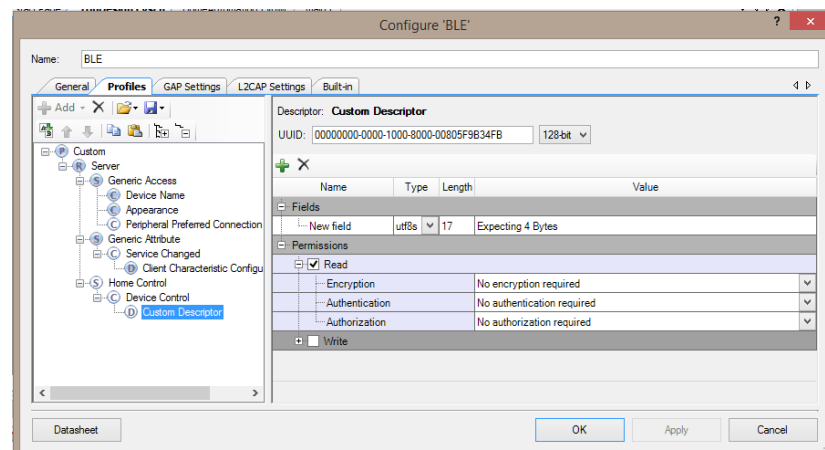 Configure 'BLE'
?
Name: BLE
General Profiles GAP Settings L2CAP Settings Built-in
Add
Descriptor: Custom Descriptor
UUID: 00000000-0000-1000-8000-00805F9B34FB 128-bit
Custom
Server
Generic Access
Device Name
Appearance
Peripheral Preferred Connection
Generic Attribute
Service Changed
Client Characteristic Configu
Home Control
Device Control
Custom Descriptor
Name Type Length Value
Fields
New field utf8s 17 Expecting 4 Bytes
Permissions
Read
Encryption No encryption required
Authentication No authentication required
Authorization No authorization required
Write
Datasheet OK Apply Cancel